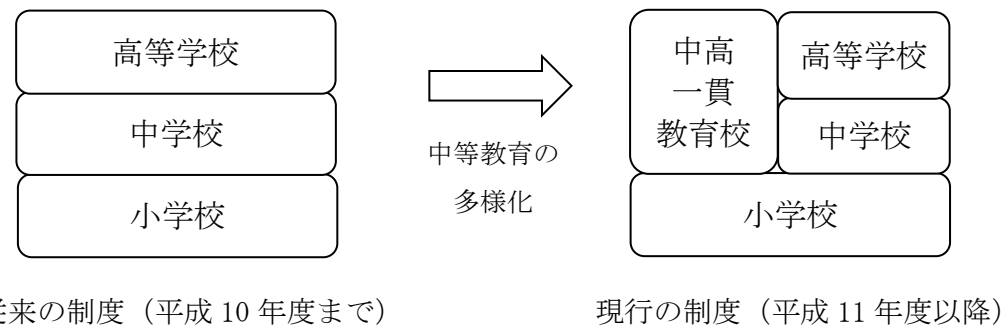 高等学校
中学校
小学校
中等教育の
多様化
中高
一貫
教育校
高等学校
中学校
小学校
来の制度（平成 10 年度まで）
現行の制度（平成 11 年度以降）